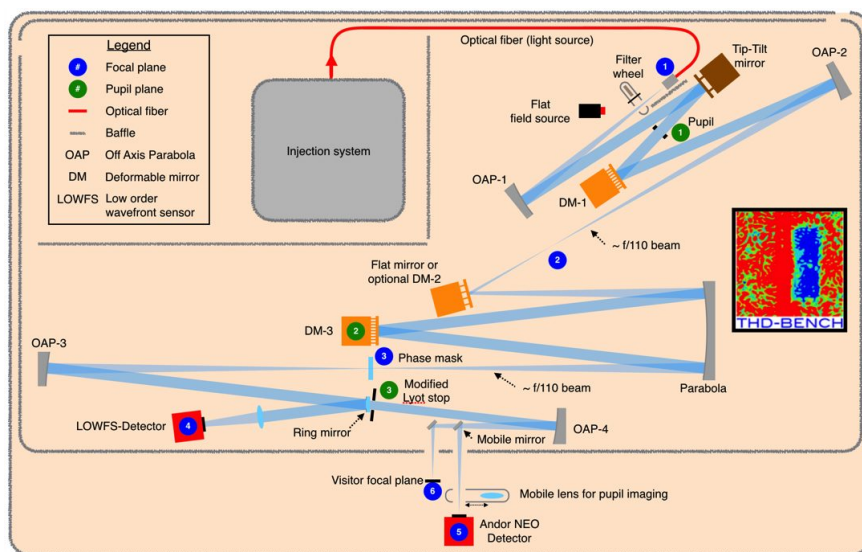 Legend
# Focal plane
# Pupil plane
Optical fiber
Baffle
OAP Off Axis Parabola
DM Deformable mirror
LOWFS Low order
wavefront sensor
Optical fiber (light source)
Injection system
Filter
wheel
1
Tip-Tilt
mirror
OAP-2
Flat
field source
Pupil
1
OAP-1
DM-1
~ f/110 beam
2
Flat mirror or
optional DM-2
THD-BENCH
DM-3
2
OAP-3
3
Phase mask
~ f/110 beam
Parabola
3
Modified
Lyot stop
LOWFS-Detector
4
Ring mirror
Mobile mirror
OAP-4
Visitor focal plane
6
Mobile lens for pupil imaging
5
Andor NEO
Detector